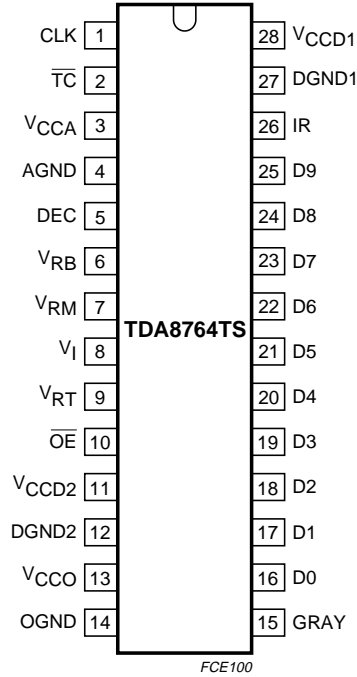 CLK 1 28 VCCD1
TC 2 27 DGND1
VCCA 3 26 IR
AGND 4 25 D9
DEC 5 24 D8
VRB 6 23 D7
VRM 7 22 D6
TDA8764TS
VI 8 21 D5
VRT 9 20 D4
OE 10 19 D3
VCCD2 11 18 D2
DGND2 12 17 D1
VCCO 13 16 D0
OGND 14 15 GRAY
FCE100